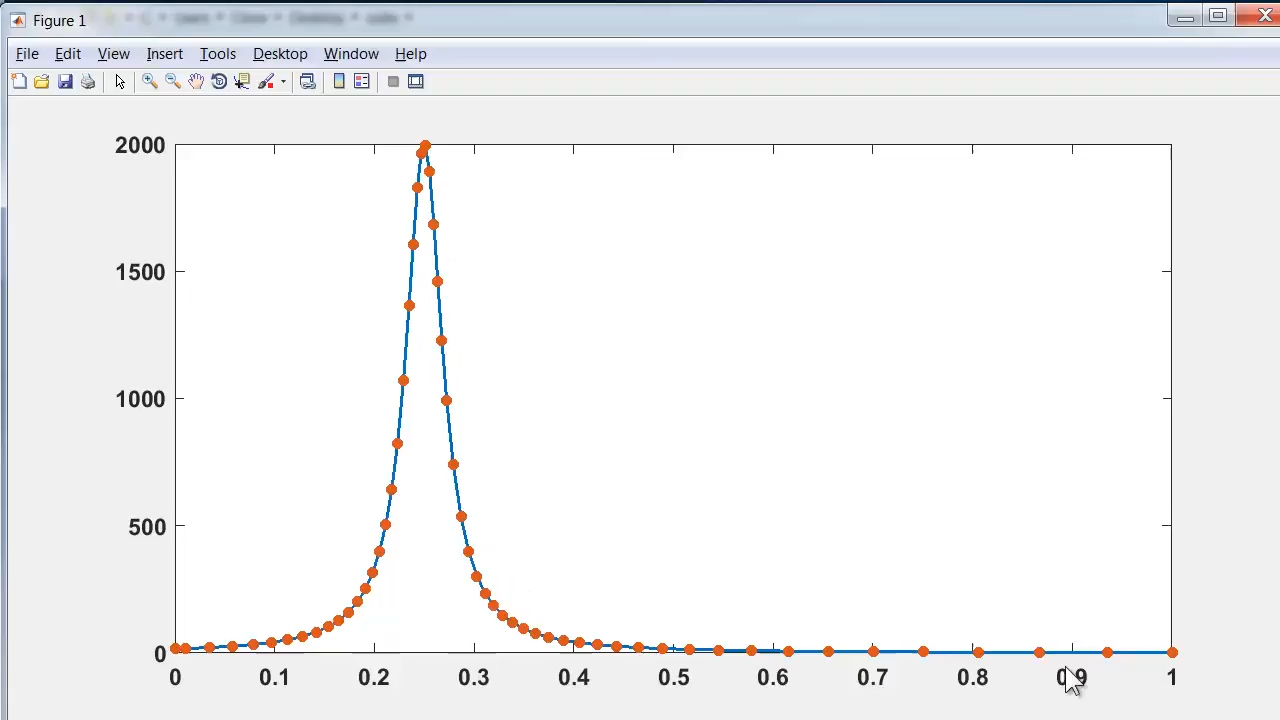 Figure 1
File Edit View Insert Tools Desktop Window Help
2000
1500
1000
500
0
0 0.1 0.2 0.3 0.4 0.5 0.6 0.7 0.8 0.9 1